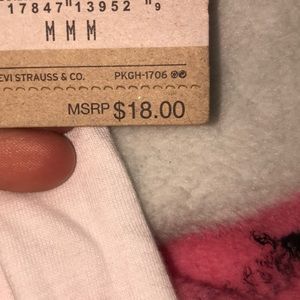 17847 13952 9
M M M
EVI STRAUSS & CO. PKGH-1706
MSRP $18.00